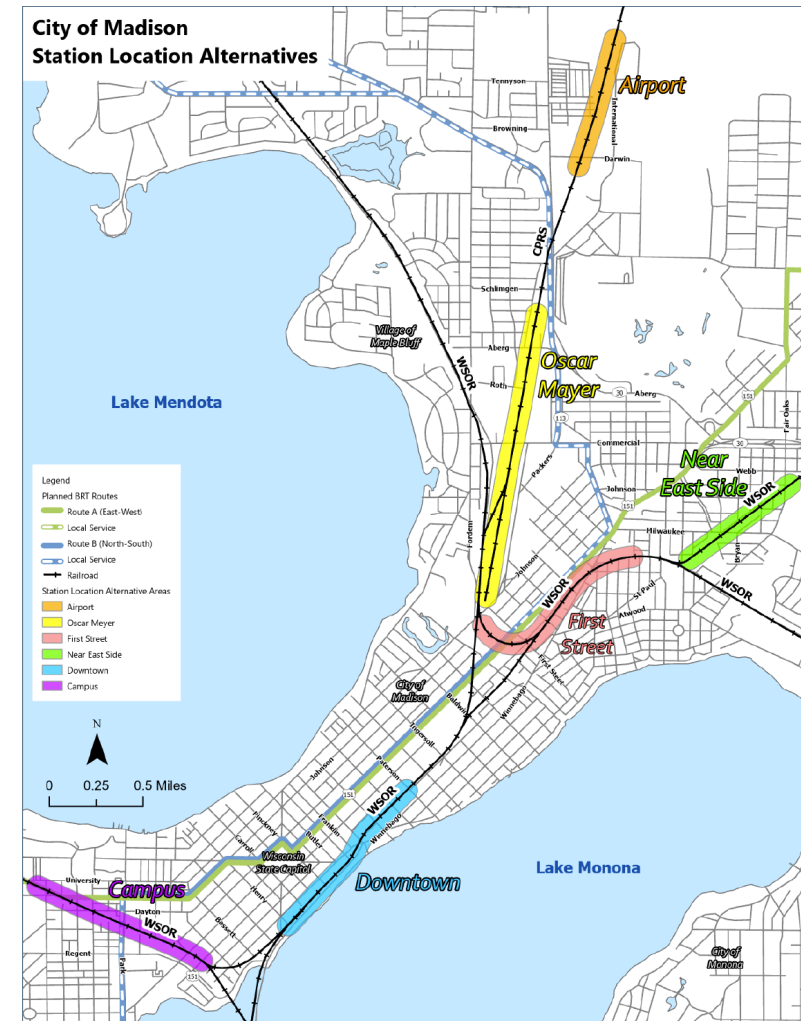 City of Madison
Station Location Alternatives
Tennyson
Airport
International
Browning
Darwin
CPRS
Schlimgen
Village of
Maple Bluff
Aberg
WSOR
Oscar
Mayer
Roth
30
Aberg
151
Lake Mendota
113
Fair Oaks
Commercial
30
Near
East Side
Webb
Packers
Johnson
WSOR
151
Legend
Planned BRT Routes
Route A (East-West)
Local Service
Route B (North-South)
Local Service
Railroad
Station Location Alternative Areas
Airport
Oscar Meyer
First Street
Near East Side
Downtown
Campus
Fordem
Milwaukee
Bryan
Johnson
WSOR
St Paul
WSOR
Atwood
First
Street
First Street
City of
Madison
Baldwin
Winnebago
N
Ingersoll
0 0.25 0.5 Miles
Johnson
Paterson
151
WSOR
Pinckney
Franklin
Winnebago
Carroll
Butler
Wisconsin
State Capitol
Lake Monona
University
Campus
Henry
Downtown
Dayton
Bassett
WSOR
Regent
Park
151
City of
Monona